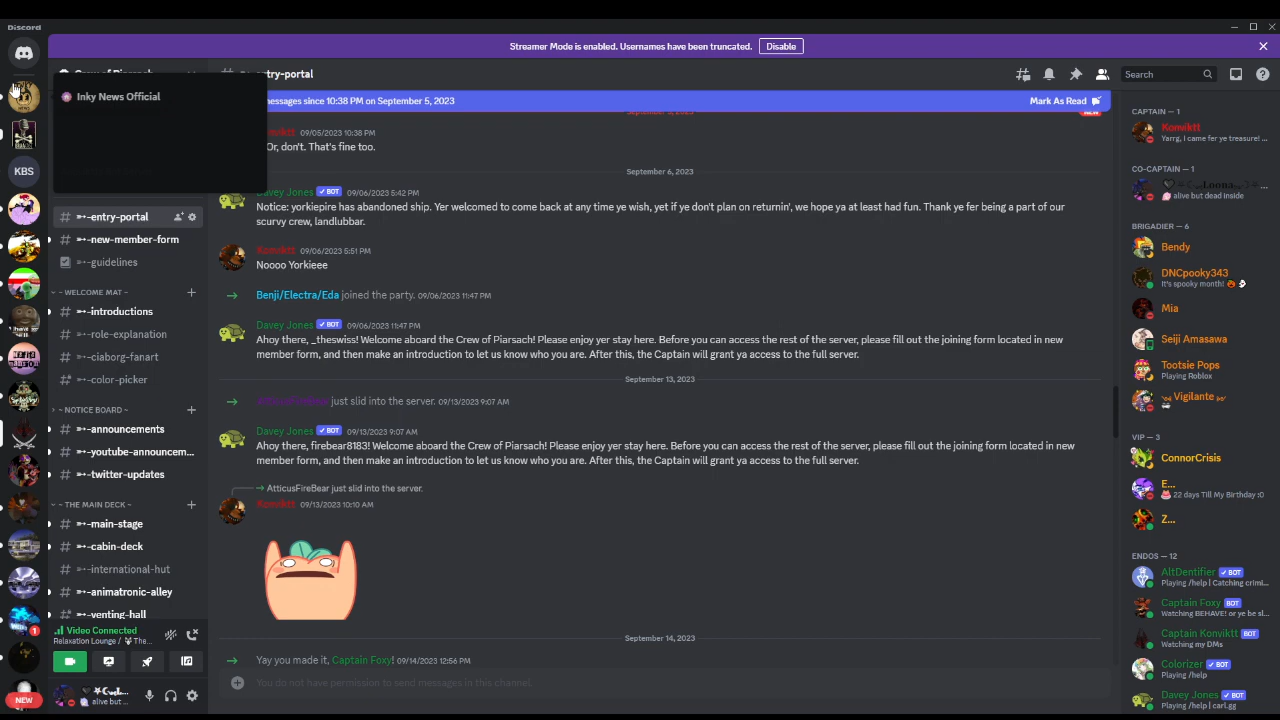 Discord
Streamer Mode is enabled. Usernames have been truncated.
Disable
entry-portal
Search
Inky News Official
messages since 10:38 PM on September 5, 2023
Mark As Read
KBS
NEW
1
entry-portal
new-member-form
guidelines
WELCOME MAT ~
introductions
role-explanation
ciaborg-fanart
color-picker
~ NOTICE BOARD ~
announcements
youtube-announcem...
twitter-updates
~ THE MAIN DECK ~
main-stage
cabin-deck
international-hut
animatronic-alley
venting-hall
Video Connected
Relaxation Lounge /
alive but ...
09/05/2023 10:38 PM
Or, don't. That's fine too.
September 6, 2023
Davey Jones BOT 09/06/2023 5:42 PM
Notice: yorkiepire has abandoned ship. Yer welcomed to come back at any time ye wish, yet if ye don't plan on returnin', we hope ya at least had fun. Thank ye fer being a part of our
scurvy crew, landlubbar.
Konviktt 09/06/2023 5:51 PM
Noooo Yorkieee
Benji/Electra/Eda joined the party. 09/06/2023 11:47 PM
Davey Jones BOT 09/06/2023 11:47 PM
Ahoy there, _theswiss! Welcome aboard the Crew of Piarsach! Please enjoy yer stay here. Before you can access the rest of the server, please fill out the joining form located in new
member form, and then make an introduction to let us know who you are. After this, the Captain will grant ya access to the full server.
September 13, 2023
AtticusFireBear just slid into the server. 09/13/2023 9:07 AM
Davey Jones BOT 09/13/2023 9:07 AM
Ahoy there, firebear8183! Welcome aboard the Crew of Piarsach! Please enjoy yer stay here. Before you can access the rest of the server, please fill out the joining form located in new
member form, and then make an introduction to let us know who you are. After this, the Captain will grant ya access to the full server.
AtticusFireBear just slid into the server.
Konviktt 09/13/2023 10:10 AM
September 14, 2023
Yay you made it, Captain Foxy! 09/14/2023 12:56 PM
You do not have permission to send messages in this channel.
CAPTAIN — 1
Konviktt
Yarrg, I came fer ye treasure! ...
CO-CAPTAIN — 1
alive but dead inside
BRIGADIER — 6
Bendy
DNCpooky343
It's spooky month!
Mia
Seiji Amasawa
Tootsie Pops
Playing Roblox
Vigilante
VIP — 3
ConnorCrisis
E...
22 days Till My Birthday :0
Z...
ENDOS — 12
AltDentifier BOT
Playing /help | Catching crimi...
Captain Foxy BOT
Watching BEHAVE! or ye be sl...
Captain Konviktt BOT
Watching my DMs
Colorizer BOT
Playing /help
Davey Jones BOT
Playing /help | carl.gg